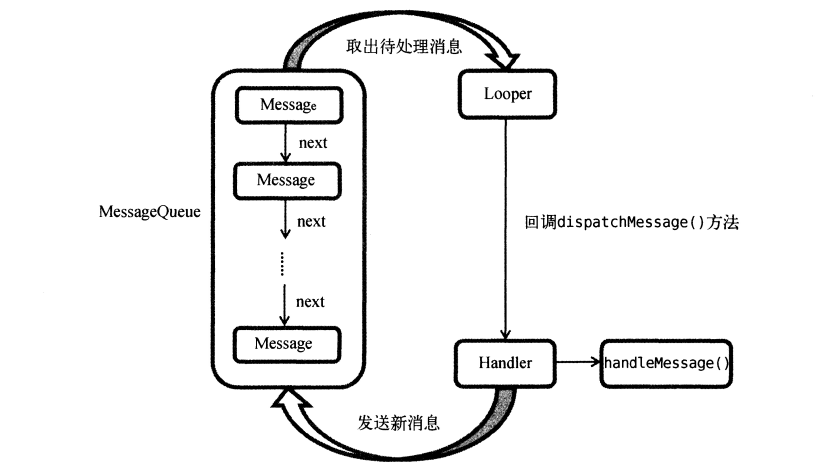 取出待处理消息
Message
Looper
next
Message
MessageQueue
next
回调dispatchMessage()方法
next
Message
Handler
handleMessage()
发送新消息